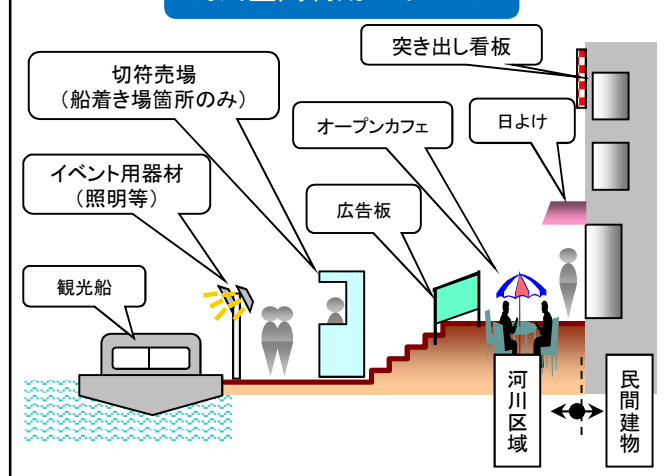 突き出し看板
切符売場
(船着き場箇所のみ)
オープンカフェ
日よけ
イベント用器材
(照明等)
広告板
観光船
河川区域
民間建物